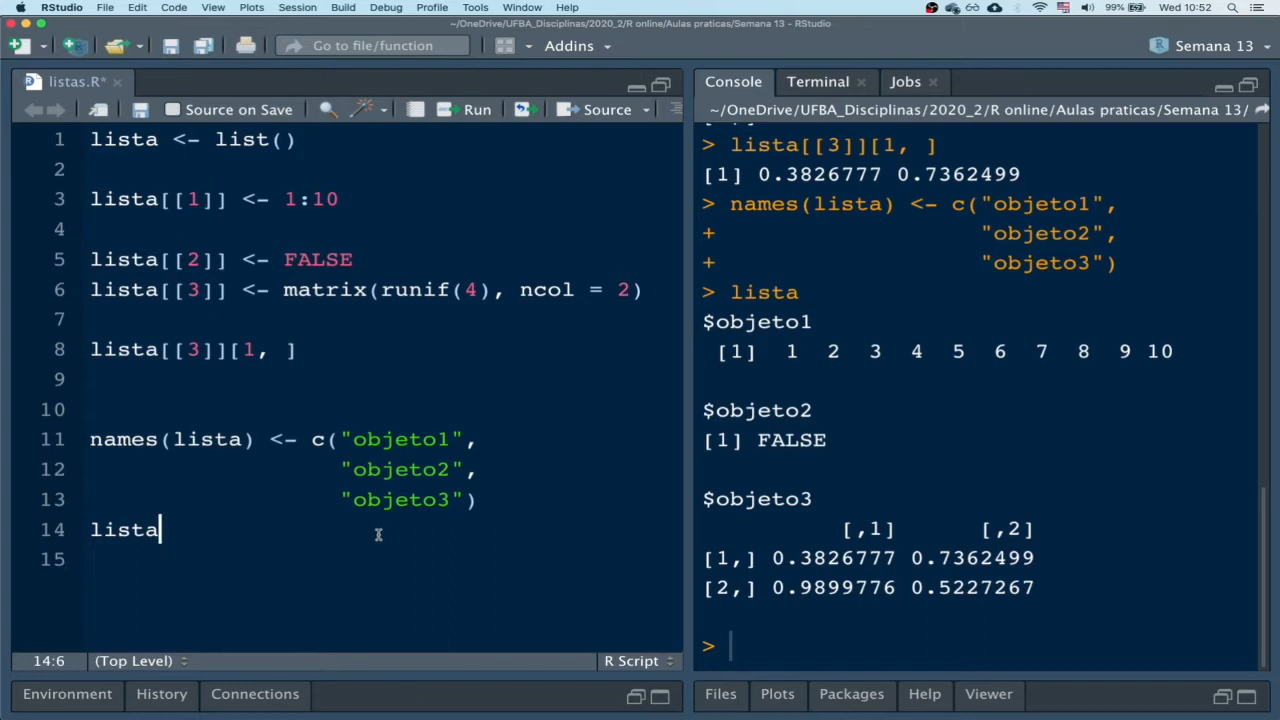 RStudio File Edit Code View Plots Session Build Debug Profile Tools Window Help 99% Wed 10:52
~/OneDrive/UFBA_Disciplinas/2020_2/R online/Aulas praticas/Semana 13 - RStudio
Go to file/function Addins Semana 13
listas.R*
Source on Save Run Source
1 lista <- list()
2
3 lista[[1]] <- 1:10
4
5 lista[[2]] <- FALSE
6 lista[[3]] <- matrix(runif(4), ncol = 2)
7
8 lista[[3]][1, ]
9
10
11 names(lista) <- c("objeto1",
12 "objeto2",
13 "objeto3")
14 lista
15
14:6 (Top Level) R Script
Environment History Connections
Console Terminal Jobs
~/OneDrive/UFBA_Disciplinas/2020_2/R online/Aulas praticas/Semana 13/
> lista[[3]][1, ]
[1] 0.3826777 0.7362499
> names(lista) <- c("objeto1",
+ "objeto2",
+ "objeto3")
> lista
$objeto1
[1] 1 2 3 4 5 6 7 8 9 10
$objeto2
[1] FALSE
$objeto3
[,1] [,2]
[1,] 0.3826777 0.7362499
[2,] 0.9899776 0.5227267
>
Files Plots Packages Help Viewer